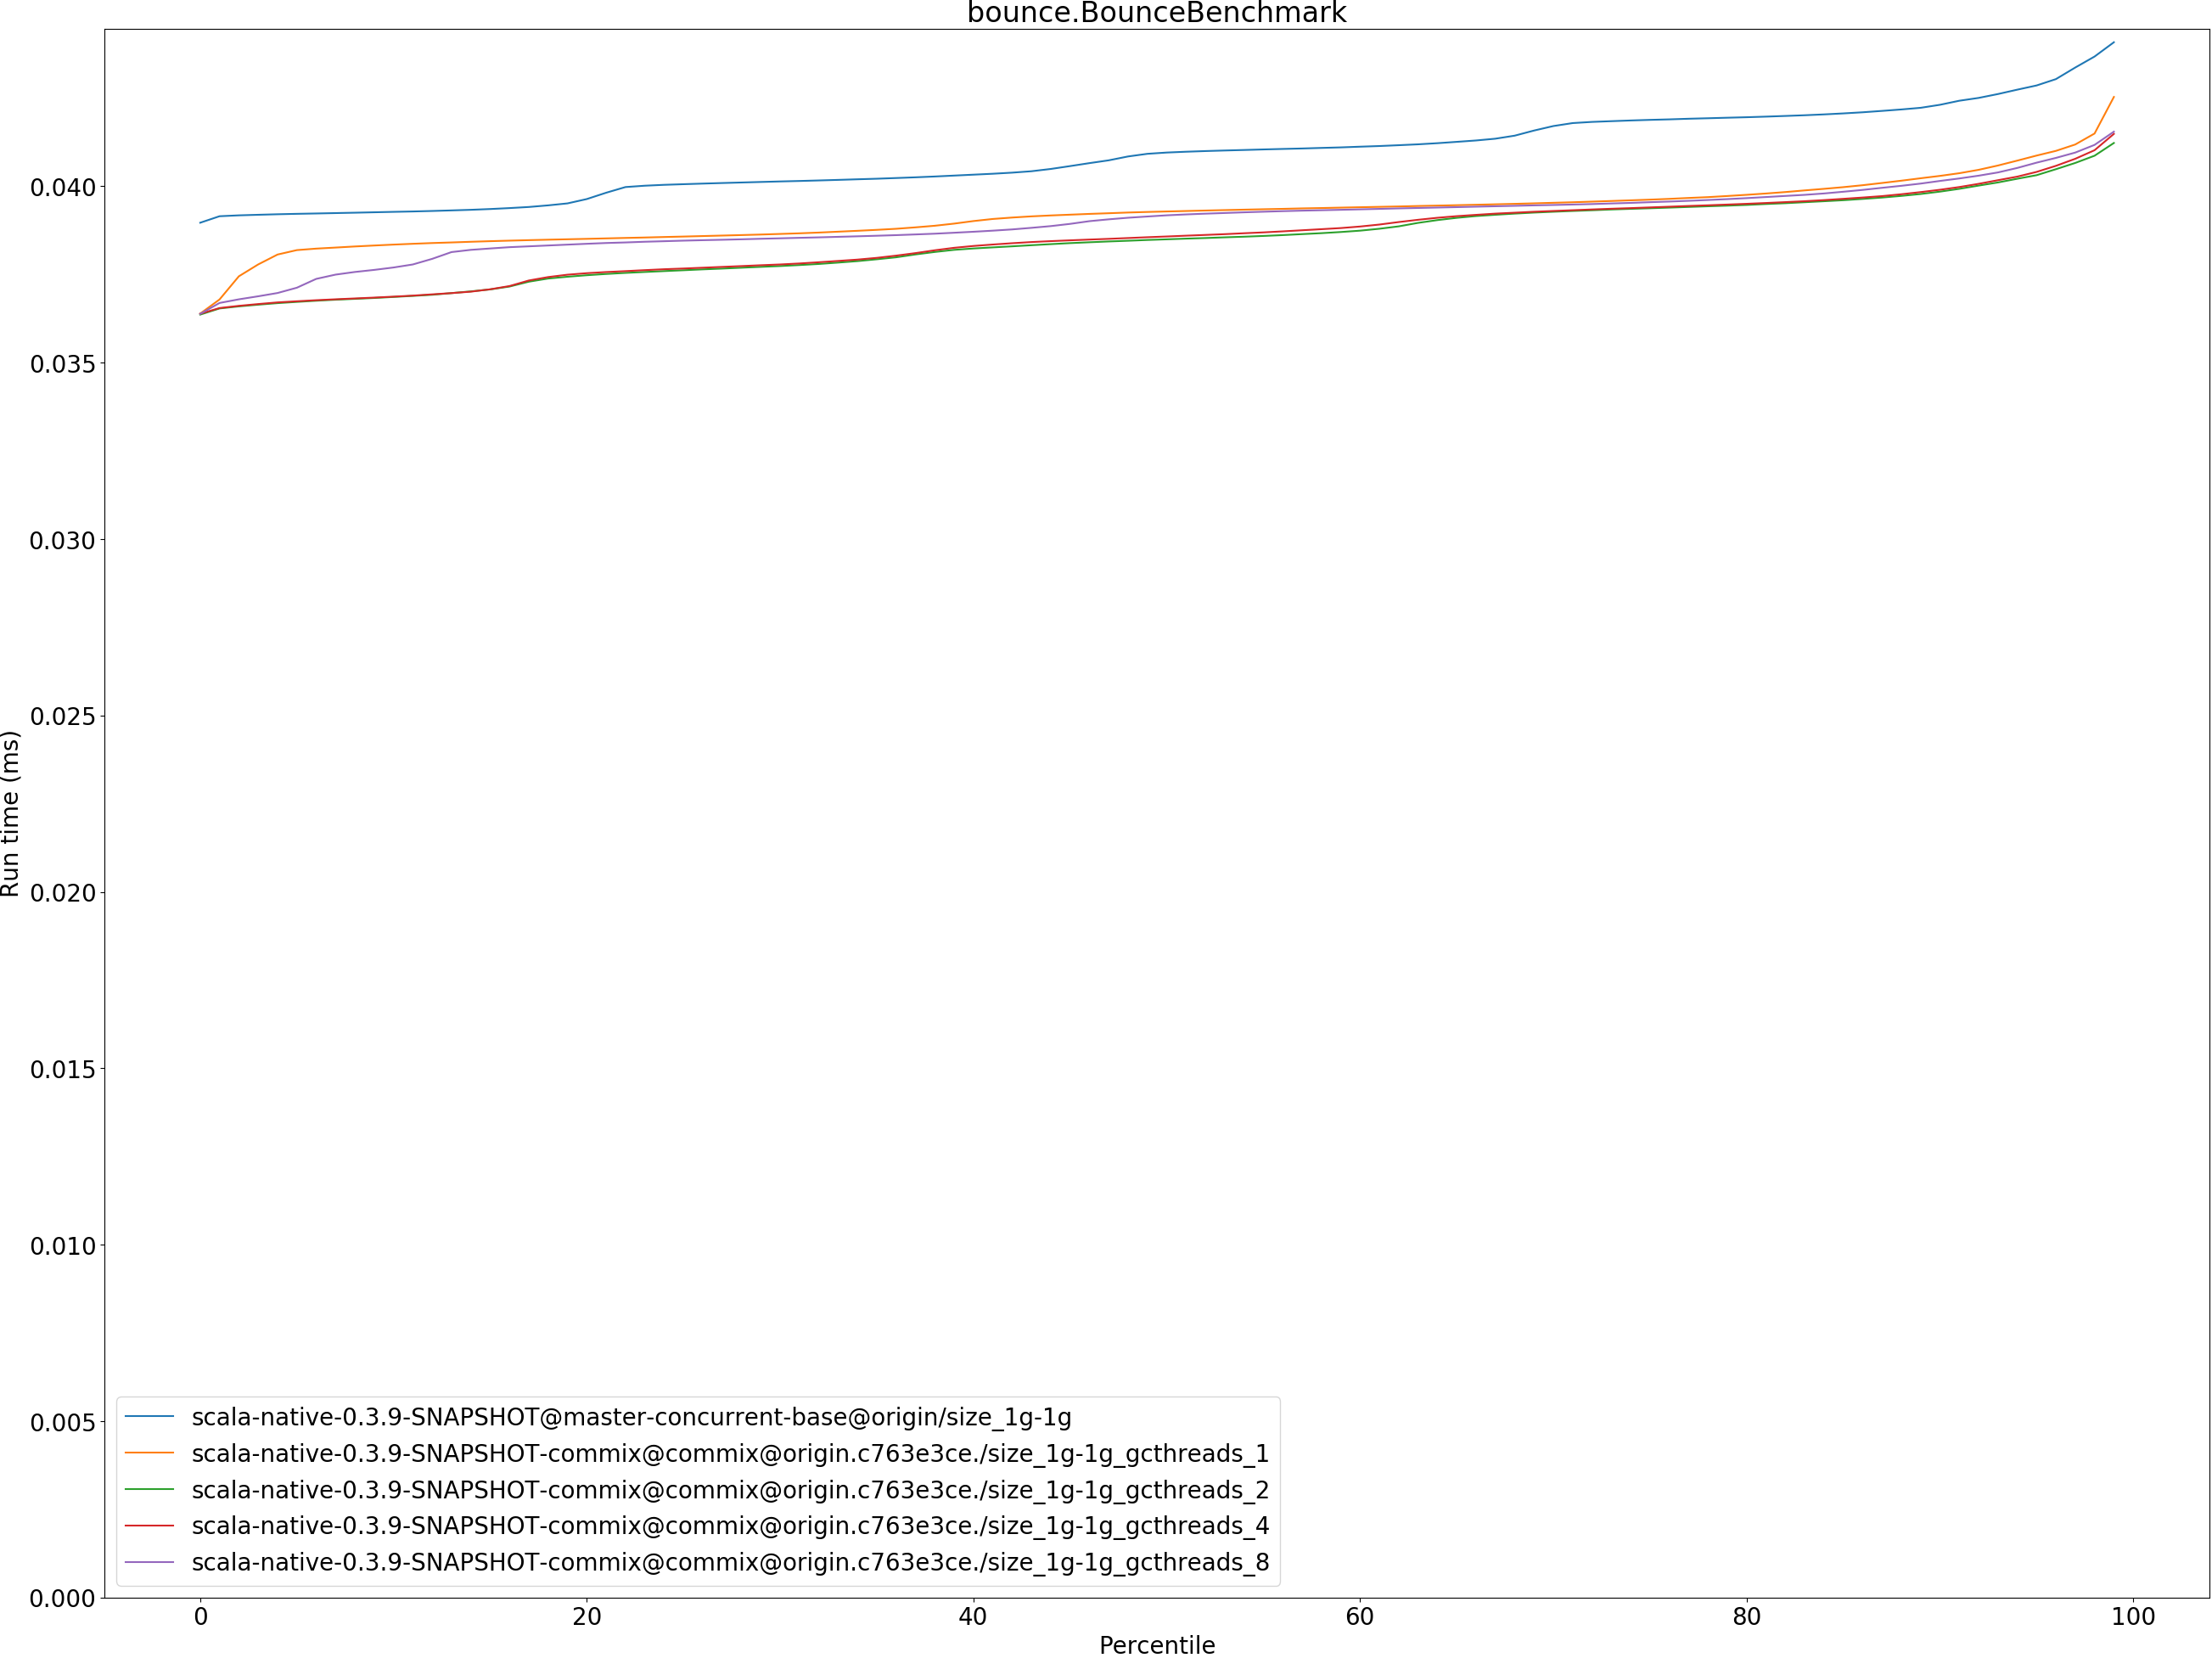 bounce.BounceBenchmark
Run time (ms)
0.040
0.035
0.030
0.025
0.020
0.015
0.010
0.005
0.000
scala-native-0.3.9-SNAPSHOT@master-concurrent-base@origin/size_1g-1g
scala-native-0.3.9-SNAPSHOT-commix@commix@origin.c763e3ce./size_1g-1g_gcthreads_1
scala-native-0.3.9-SNAPSHOT-commix@commix@origin.c763e3ce./size_1g-1g_gcthreads_2
scala-native-0.3.9-SNAPSHOT-commix@commix@origin.c763e3ce./size_1g-1g_gcthreads_4
scala-native-0.3.9-SNAPSHOT-commix@commix@origin.c763e3ce./size_1g-1g_gcthreads_8
0 20 40 60 80 100
Percentile